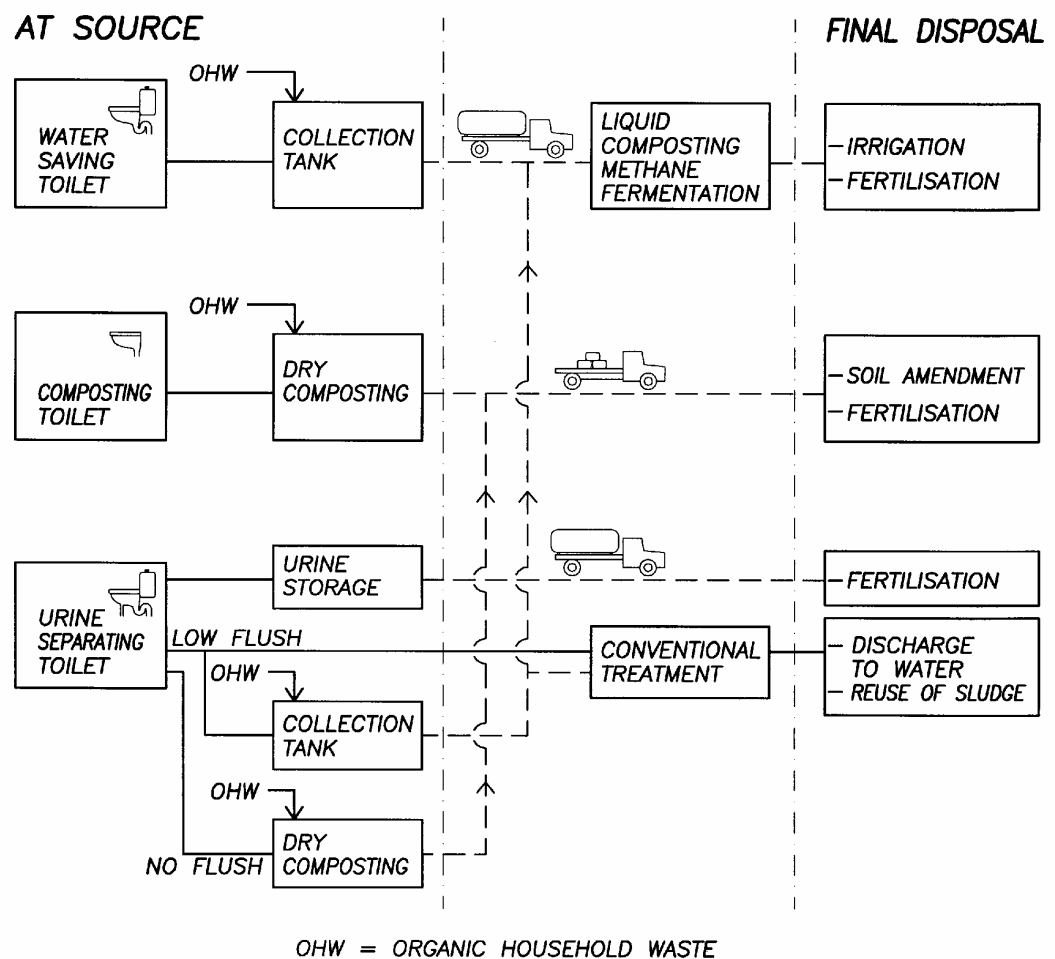 AT SOURCE
FINAL DISPOSAL
OHW
WATER
SAVING
TOILET
COLLECTION
TANK
LIQUID
COMPOSTING
METHANE
FERMENTATION
– IRRIGATION
– FERTILISATION
OHW
COMPOSTING
TOILET
DRY
COMPOSTING
– SOIL AMENDMENT
– FERTILISATION
URINE
SEPARATING
TOILET
URINE
STORAGE
– FERTILISATION
LOW FLUSH
CONVENTIONAL
TREATMENT
– DISCHARGE
TO WATER
– REUSE OF SLUDGE
OHW
COLLECTION
TANK
OHW
NO FLUSH
DRY
COMPOSTING
OHW = ORGANIC HOUSEHOLD WASTE